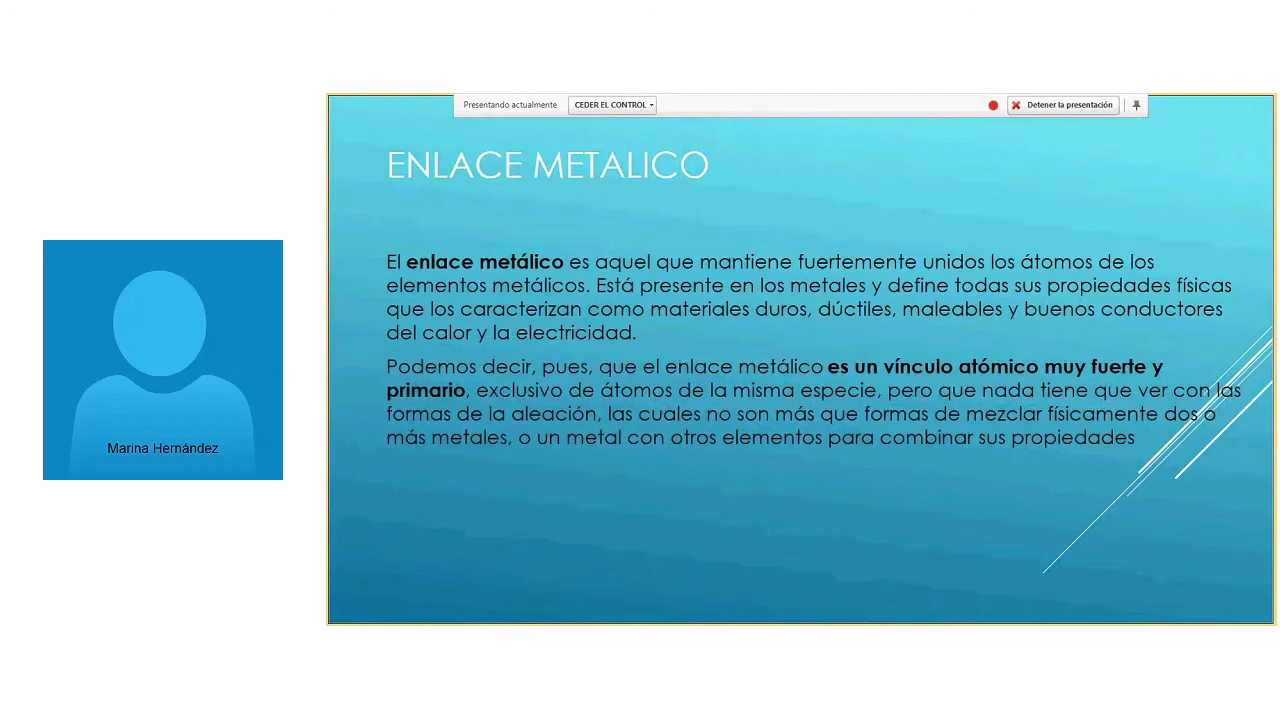 Presentando actualmente
CEDER EL CONTROL
Detener la presentación
ENLACE METALICO
El enlace metálico es aquel que mantiene fuertemente unidos los átomos de los
elementos metálicos. Está presente en los metales y define todas sus propiedades físicas
que los caracterizan como materiales duros, dúctiles, maleables y buenos conductores
del calor y la electricidad.
Podemos decir, pues, que el enlace metálico es un vínculo atómico muy fuerte y
primario, exclusivo de átomos de la misma especie, pero que nada tiene que ver con las
formas de la aleación, las cuales no son más que formas de mezclar físicamente dos o
más metales, o un metal con otros elementos para combinar sus propiedades
Marina Hernández